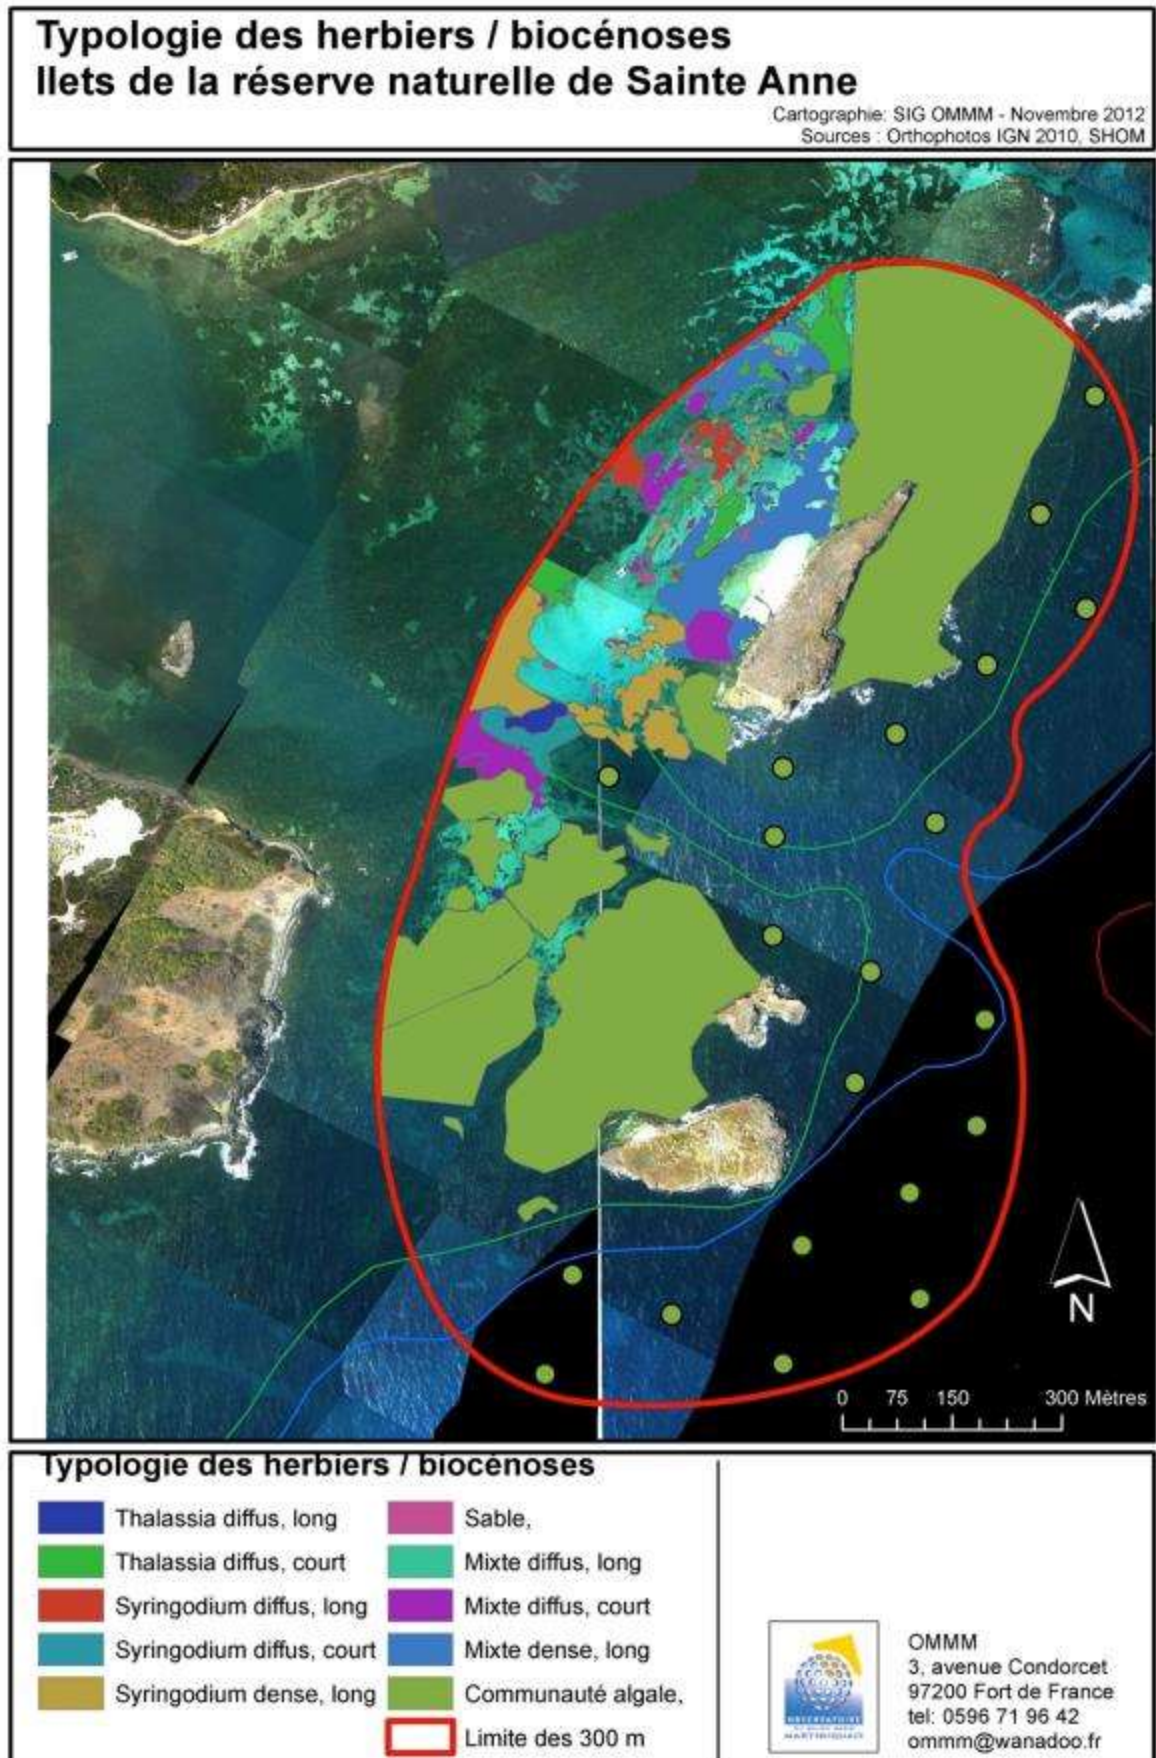 Typologie des herbiers / biocénoses
Ilets de la réserve naturelle de Sainte Anne
Cartographie: SIG OMMM - Novembre 2012
Sources : Orthophotos IGN 2010, SHOM
N
0 75 150 300 Mètres
Typologie des herbiers / biocénoses
Thalassia diffus, long
Thalassia diffus, court
Syringodium diffus, long
Syringodium diffus, court
Syringodium dense, long
Sable,
Mixte diffus, long
Mixte diffus, court
Mixte dense, long
Communauté algale,
Limite des 300 m
OBSERVATOIRE
MARTINIQUAIS
OMMM
3, avenue Condorcet
97200 Fort de France
tel: 0596 71 96 42
ommm@wanadoo.fr